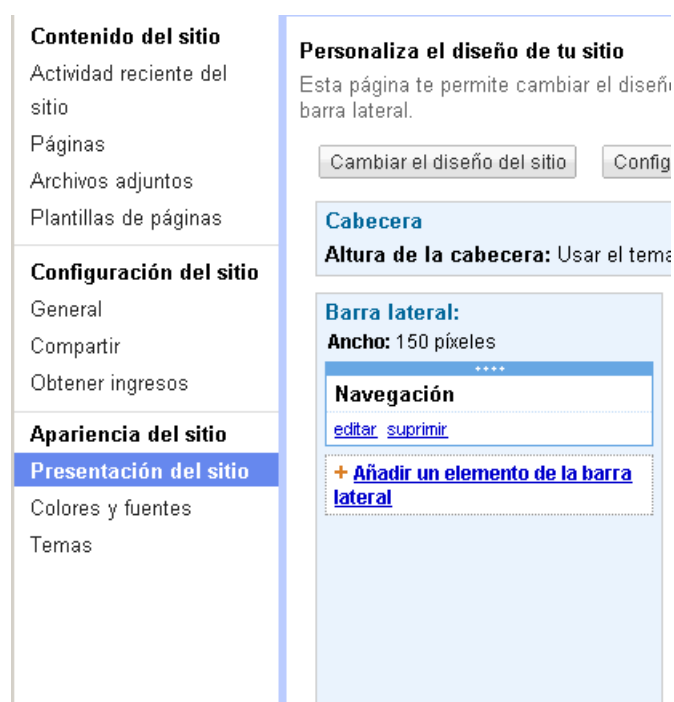 Contenido del sitio
Actividad reciente del
sitio
Páginas
Archivos adjuntos
Plantillas de páginas
Configuración del sitio
General
Compartir
Obtener ingresos
Apariencia del sitio
Presentación del sitio
Colores y fuentes
Temas
Personaliza el diseño de tu sitio
Esta página te permite cambiar el
barra lateral.
Cambiar el diseño del sitio
Cabecera
Altura de la cabecera: Usar el
Barra lateral:
Ancho: 150 píxeles
Navegación
editar suprimir
+ Añadir un elemento de la barra
lateral